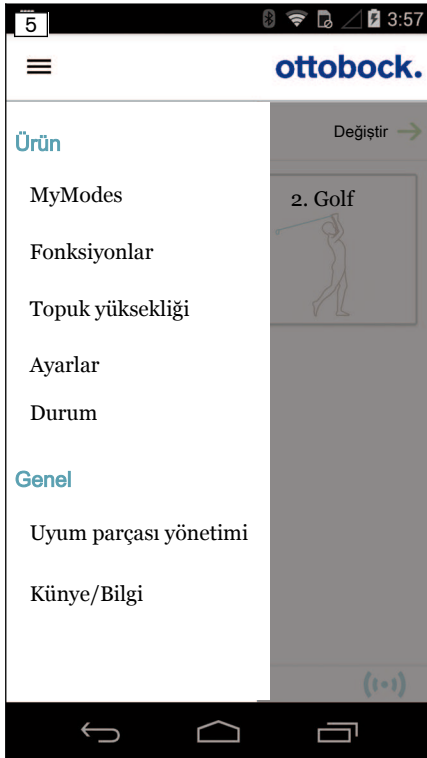 5
3:57
ottobock.
Ürün
Değiştir
MyModes
2. Golf
Fonksiyonlar
Topuk yüksekliği
Ayarlar
Durum
Genel
Uyum parçası yönetimi
Künye/Bilgi